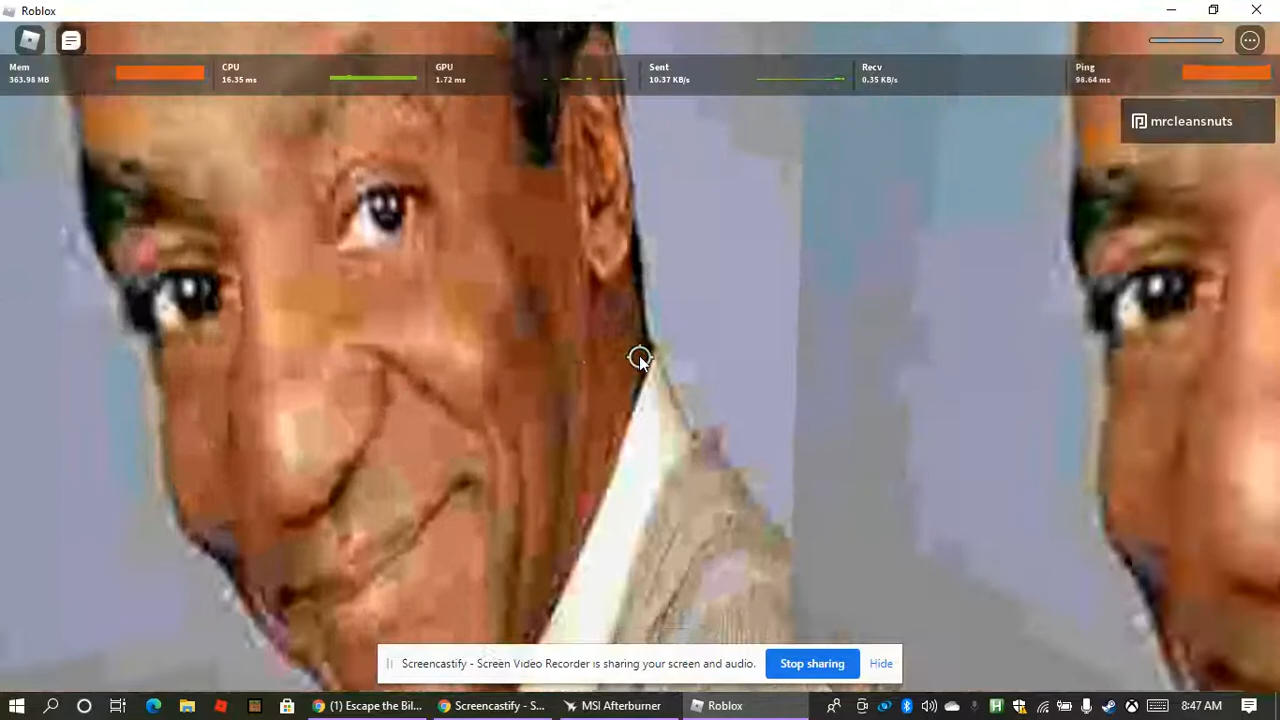 Roblox
Mem
363.98 MB
CPU
16.35 ms
GPU
1.72 ms
Sent
10.37 KB/s
Recv
0.35 KB/s
Ping
98.64 ms
mrcleansnuts
Screencastify - Screen Video Recorder is sharing your screen and audio.
Stop sharing
Hide
(1) Escape the Bil...
Screencastify - S...
MSI Afterburner
Roblox
8:47 AM